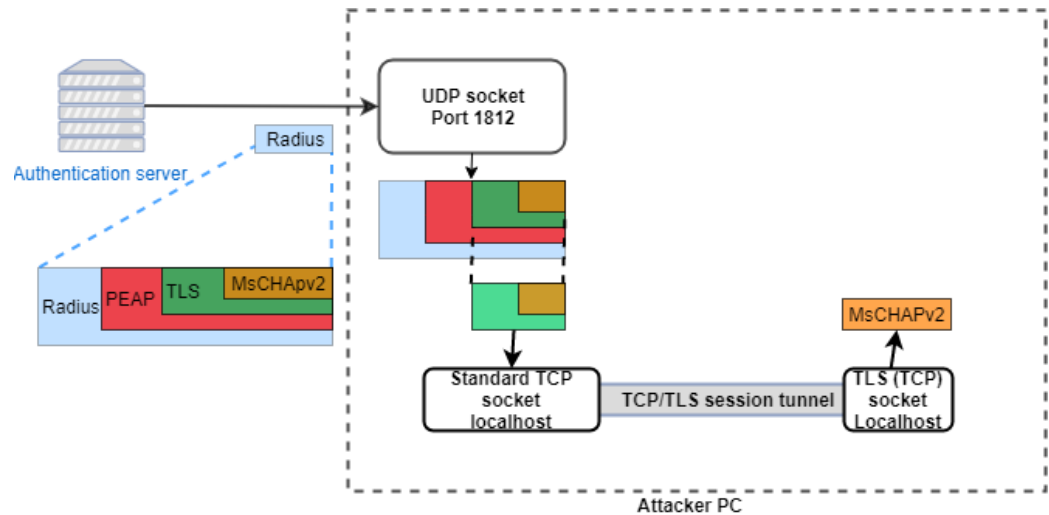 UDP socket
Port 1812
Radius
Authentication server
Radius
PEAP
TLS
MsCHApv2
MsCHAPv2
Standard TCP
socket
localhost
TCP/TLS session tunnel
TLS (TCP)
socket
Localhost
Attacker PC